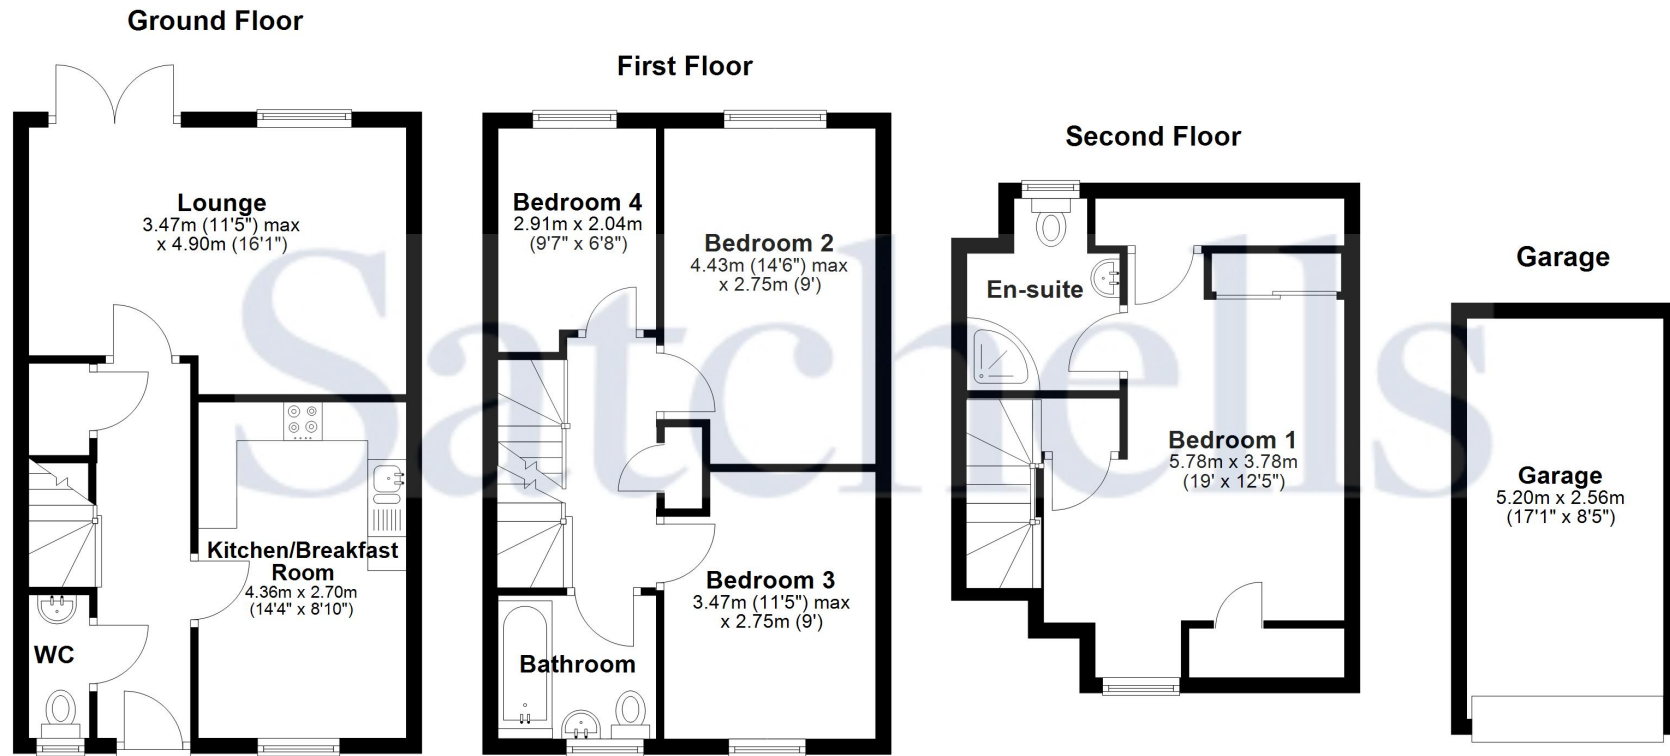 Ground Floor
Lounge
3.47m (11'5") max
x 4.90m (16'1")
Kitchen/Breakfast
Room
4.36m x 2.70m
(14'4" x 8'10")
WC
First Floor
Bedroom 4
2.91m x 2.04m
(9'7" x 6'8")
Bedroom 2
4.43m (14'6") max
x 2.75m (9')
Bedroom 3
3.47m (11'5") max
x 2.75m (9')
Bathroom
Second Floor
En-suite
Bedroom 1
5.78m x 3.78m
(19' x 12'5")
Garage
Garage
5.20m x 2.56m
(17'1" x 8'5")
Satchells